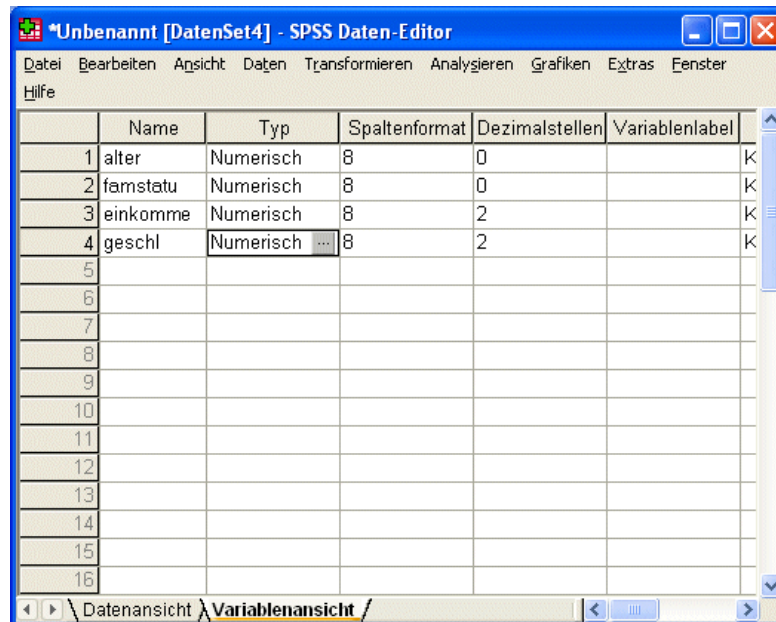 *Unbenannt [DatenSet4] - SPSS Daten-Editor
Datei Bearbeiten Ansicht Daten Transformieren Analysieren Grafiken Extras Fenster
Hilfe
Name Typ Spaltenformat Dezimalstellen Variablenlabel
1 alter Numerisch 8 0 K
2 famstatu Numerisch 8 0 K
3 einkomme Numerisch 8 2 K
4 geschl Numerisch ... 8 2 K
5
6
7
8
9
10
11
12
13
14
15
16
Datenansicht Variablenansicht